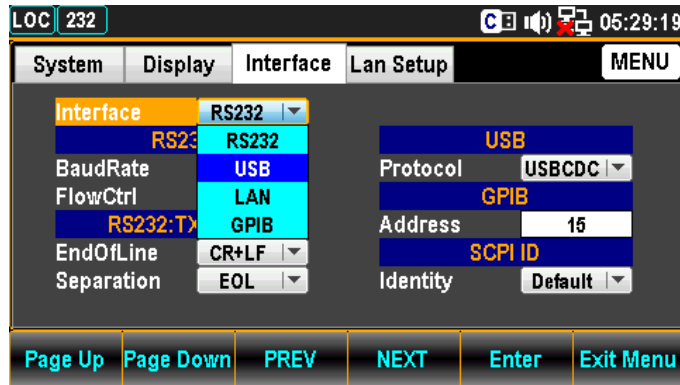 LOC 232 C 05:29:19
System Display Interface Lan Setup MENU
Interface RS232
RS23 RS232 USB
BaudRate USB Protocol USBCDC
FlowCtrl LAN GPIB
RS232:TX GPIB Address 15
EndOfLine CR+LF SCPI ID
Separation EOL Identity Default
Page Up Page Down PREV NEXT Enter Exit Menu